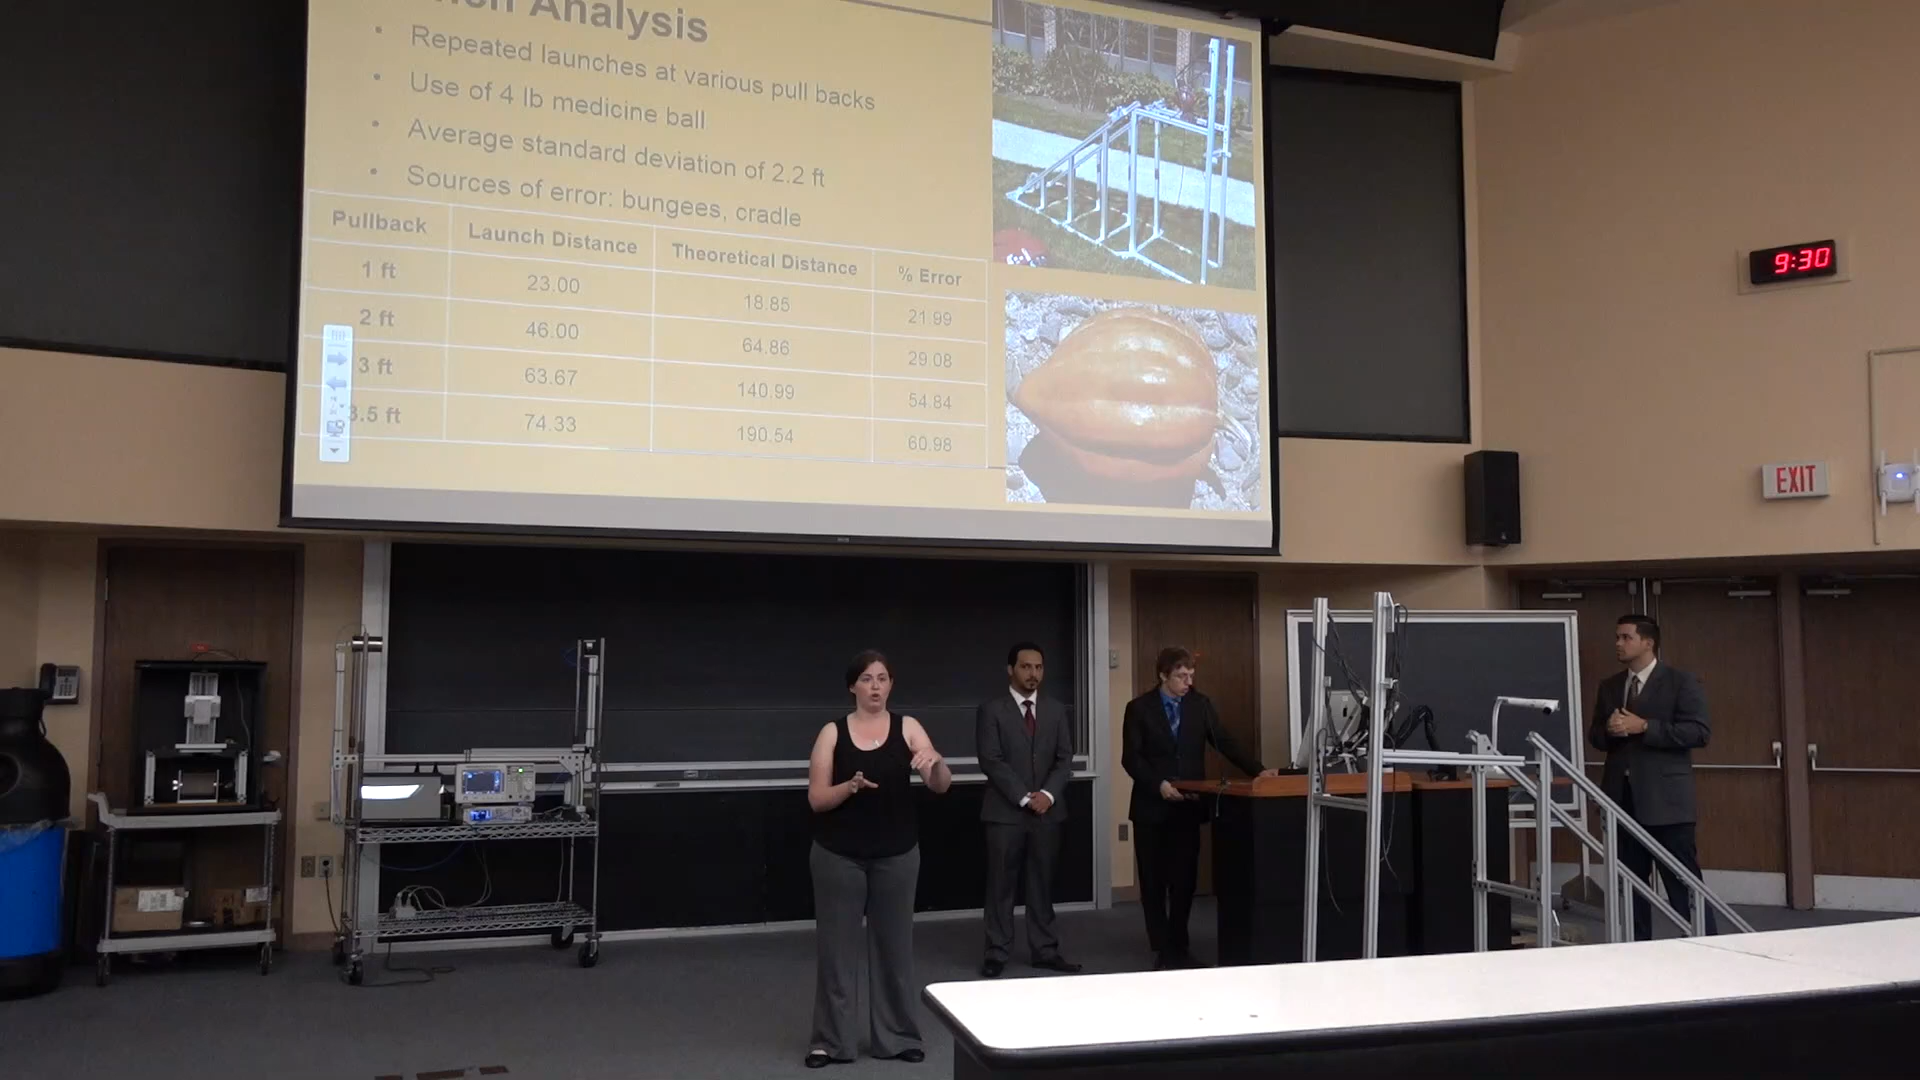 Analysis
• Repeated launches at various pull backs
• Use of 4 lb medicine ball
• Average standard deviation of 2.2 ft
• Sources of error: bungees, cradle
Pullback Launch Distance Theoretical Distance % Error
1 ft 23.00 18.85 21.99
2 ft 46.00 64.86 29.08
3 ft 63.67 140.99 54.84
3.5 ft 74.33 190.54 60.98
9:30
EXIT